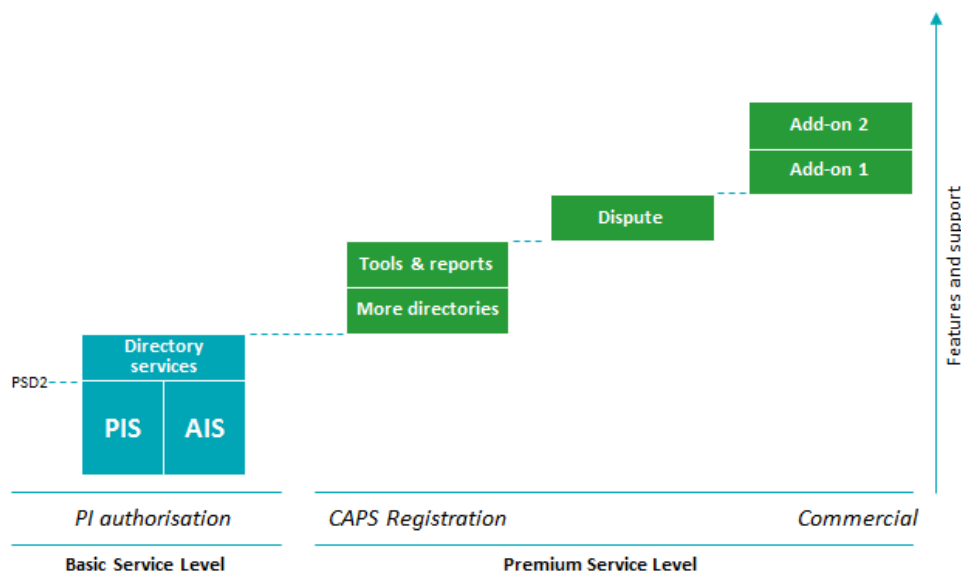 Add-on 2
Add-on 1
Dispute
Tools & reports
More directories
Directory
services
PSD2
PIS AIS
Features and support
PI authorisation CAPS Registration Commercial
Basic Service Level Premium Service Level